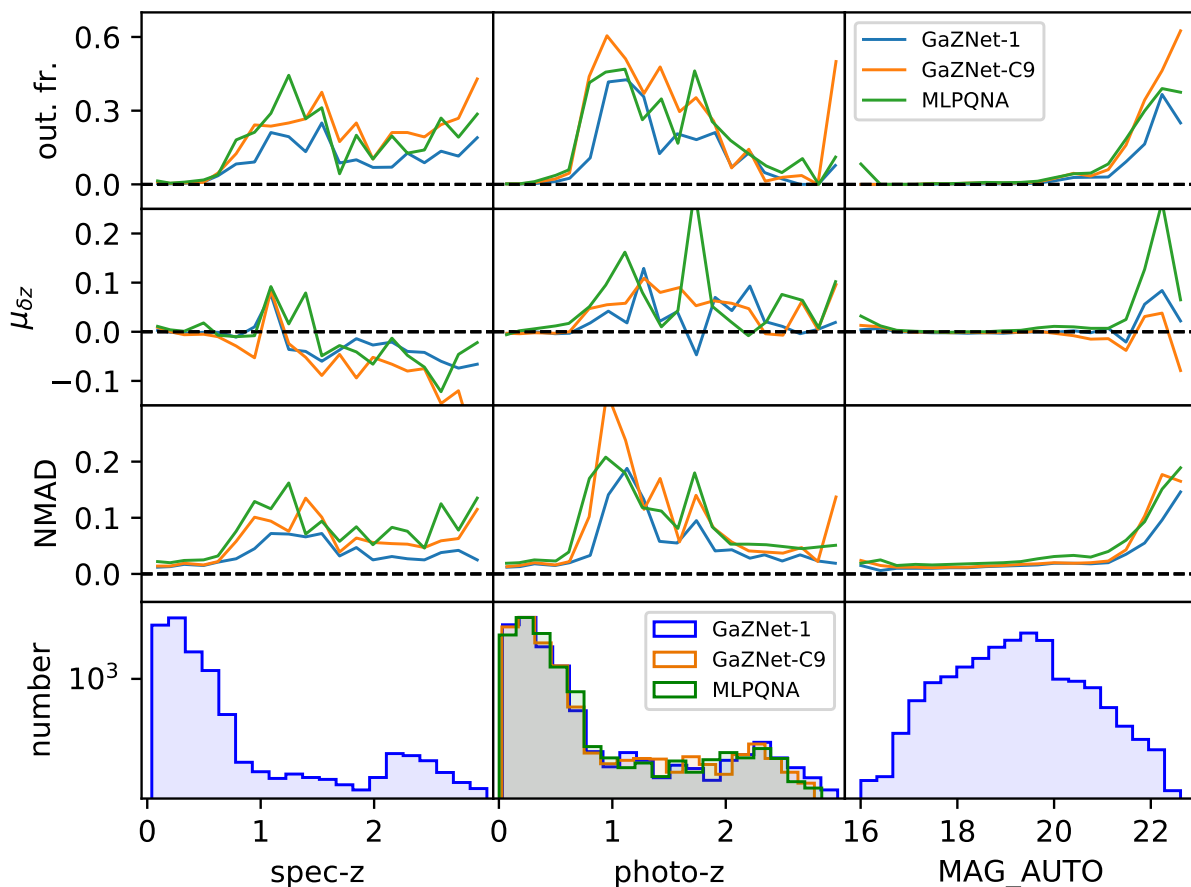 out. fr.
0.6
0.3
0.0
GaZNet-1
GaZNet-C9
MLPQNA
μδz
0.2
0.1
0.0
−0.1
NMAD
0.2
0.1
0.0
number
10³
GaZNet-1
GaZNet-C9
MLPQNA
0 1 2
0 1 2
16 18 20 22
spec-z
photo-z
MAG_AUTO